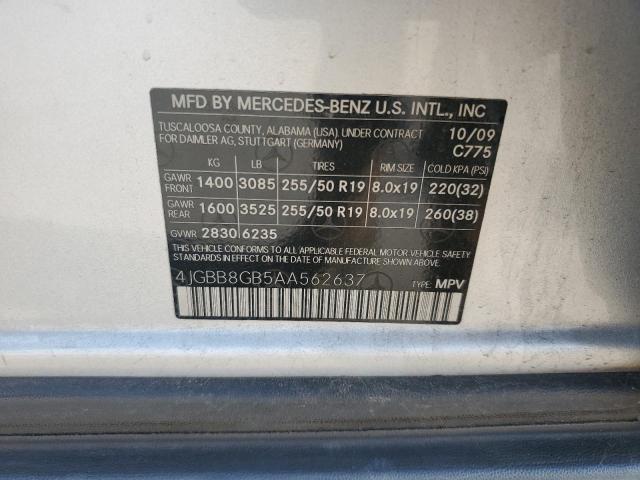 MFD BY MERCEDES-BENZ U.S. INTL., INC
TUSCALOOSA COUNTY, ALABAMA (USA) UNDER CONTRACT 10/09
FOR DAIMLER AG, STUTTGART (GERMANY) C775
KG LB TIRES RIM SIZE COLD KPA (PSI)
GAWR FRONT 1400 3085 255/50 R19 8.0x19 220(32)
GAWR REAR 1600 3525 255/50 R19 8.0x19 260(38)
GVWR 2830 6235
THIS VEHICLE CONFORMS TO ALL APPLICABLE FEDERAL MOTOR VEHICLE SAFETY
STANDARDS IN EFFECT ON THE DATE OF MANUFACTURE SHOWN ABOVE.
4JGBB8GB5AA562637 TYPE: MPV